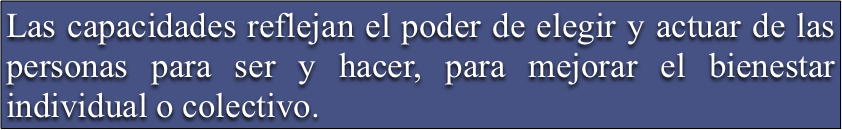 Las capacidades reflejan el poder de elegir y actuar de las
personas para ser y hacer, para mejorar el bienestar
individual o colectivo.